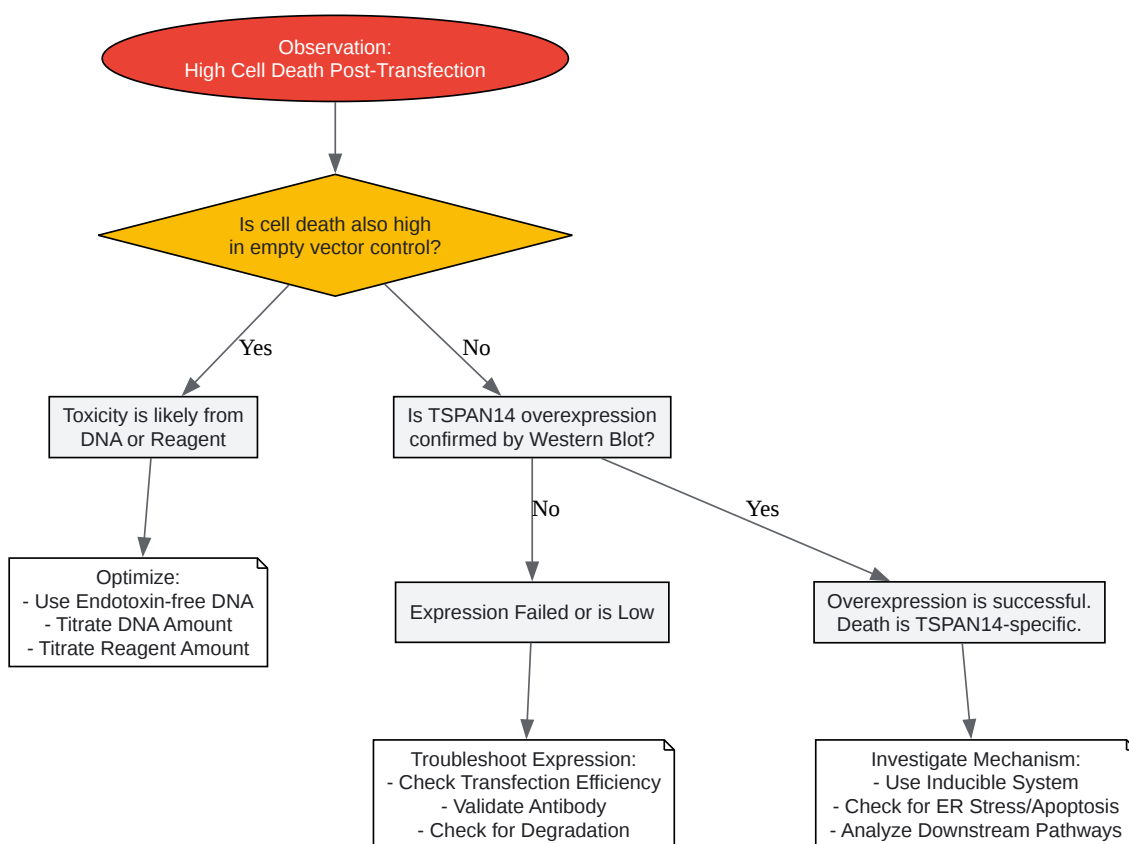 Observation:
High Cell Death Post-Transfection
Is cell death also high
in empty vector control?
Yes
No
Toxicity is likely from
DNA or Reagent
Is TSPAN14 overexpression
confirmed by Western Blot?
No
Yes
Optimize:
- Use Endotoxin-free DNA
- Titrate DNA Amount
- Titrate Reagent Amount
Expression Failed or is Low
Overexpression is successful.
Death is TSPAN14-specific.
Troubleshoot Expression:
- Check Transfection Efficiency
- Validate Antibody
- Check for Degradation
Investigate Mechanism:
- Use Inducible System
- Check for ER Stress/Apoptosis
- Analyze Downstream Pathways